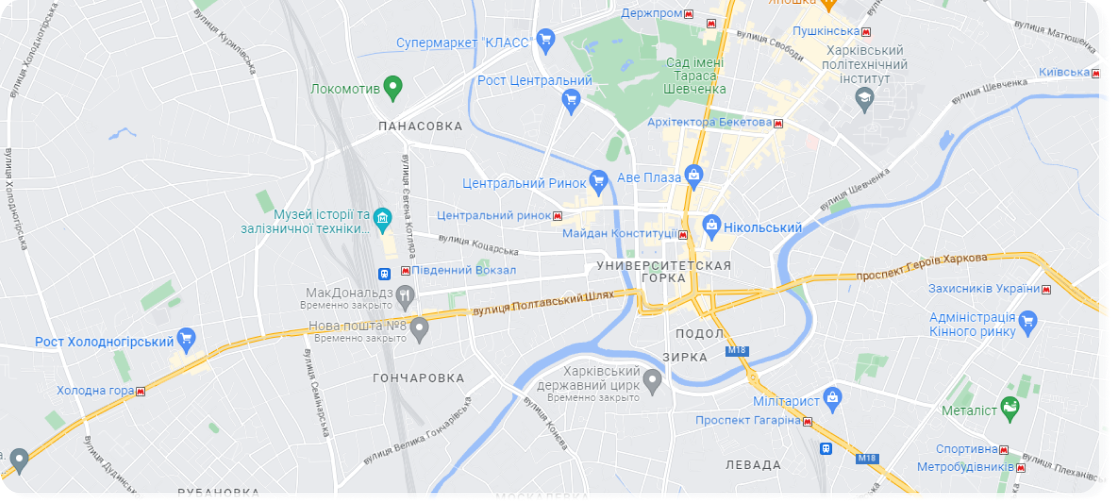 вулиця Холодногірська
вулиця Курилівська
Держпром
Япошка
Пушкінська
вулиця Матюшенка
Супермаркет "КЛАСС"
вулиця Свободи
Харківський
політехнічний
інститут
Київська
Рост Центральний
Сад імені
Тараса
Шевченка
Локомотив
вулиця Шевченка
ПАНАСОВКА
Архітектора Бекетова
вулиця Холодногірська
вулиця Євгена Котляра
Центральний Ринок
Аве Плаза
вулиця Шевченка
Музей історії та
залізничної техніки...
Центральний ринок
Майдан Конституції
Нікольський
вулиця Коцарська
Південний Вокзал
УНИВЕРСИТЕТСКАЯ
ГОРКА
проспект Героїв Харкова
МакДональдз
Временно закрыто
вулиця Полтавський Шлях
Захисників України
Нова пошта №8
Временно закрыто
Адміністрація
Кінного ринку
Рост Холодногірський
ПОДОЛ
M18
ЗИРКА
Холодна гора
вулиця Семінарська
ГОНЧАРОВКА
Харківський
державний цирк
Временно закрыто
Мілітарист
Металіст
вулиця Велика Гончарівська
вулиця Конєва
Проспект Гагаріна
вулиця Дудинська
M18
Спортивна
Метробудівників
вулиця Плеханівська
ЛЕВАДА
РУБАНОВКА
МОСКАЛЕВКА